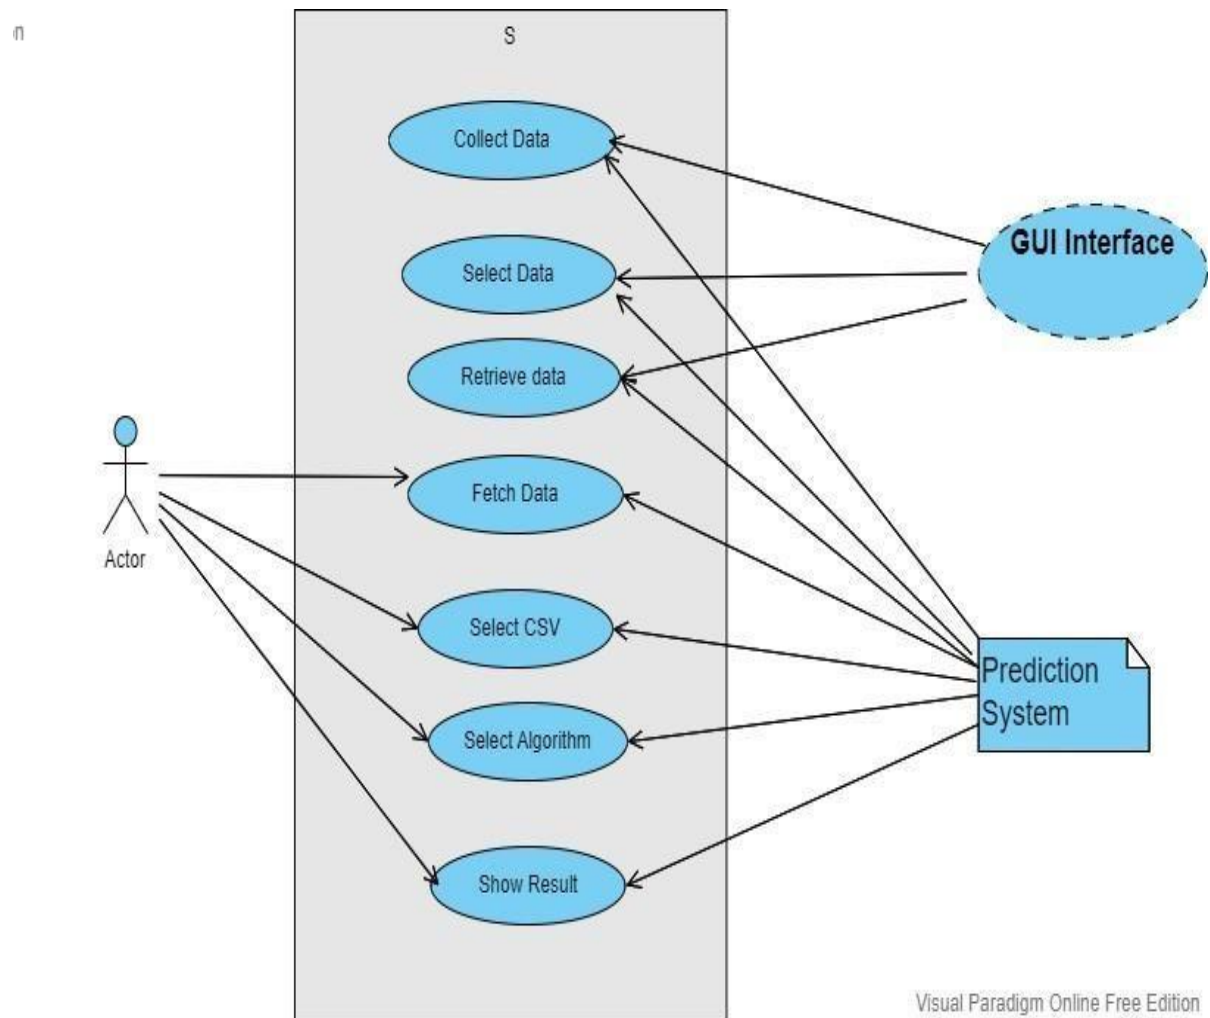 n
S
Collect Data
GUI Interface
Select Data
Retrieve data
Fetch Data
Actor
Select CSV
Prediction
System
Select Algorithm
Show Result
Visual Paradigm Online Free Edition